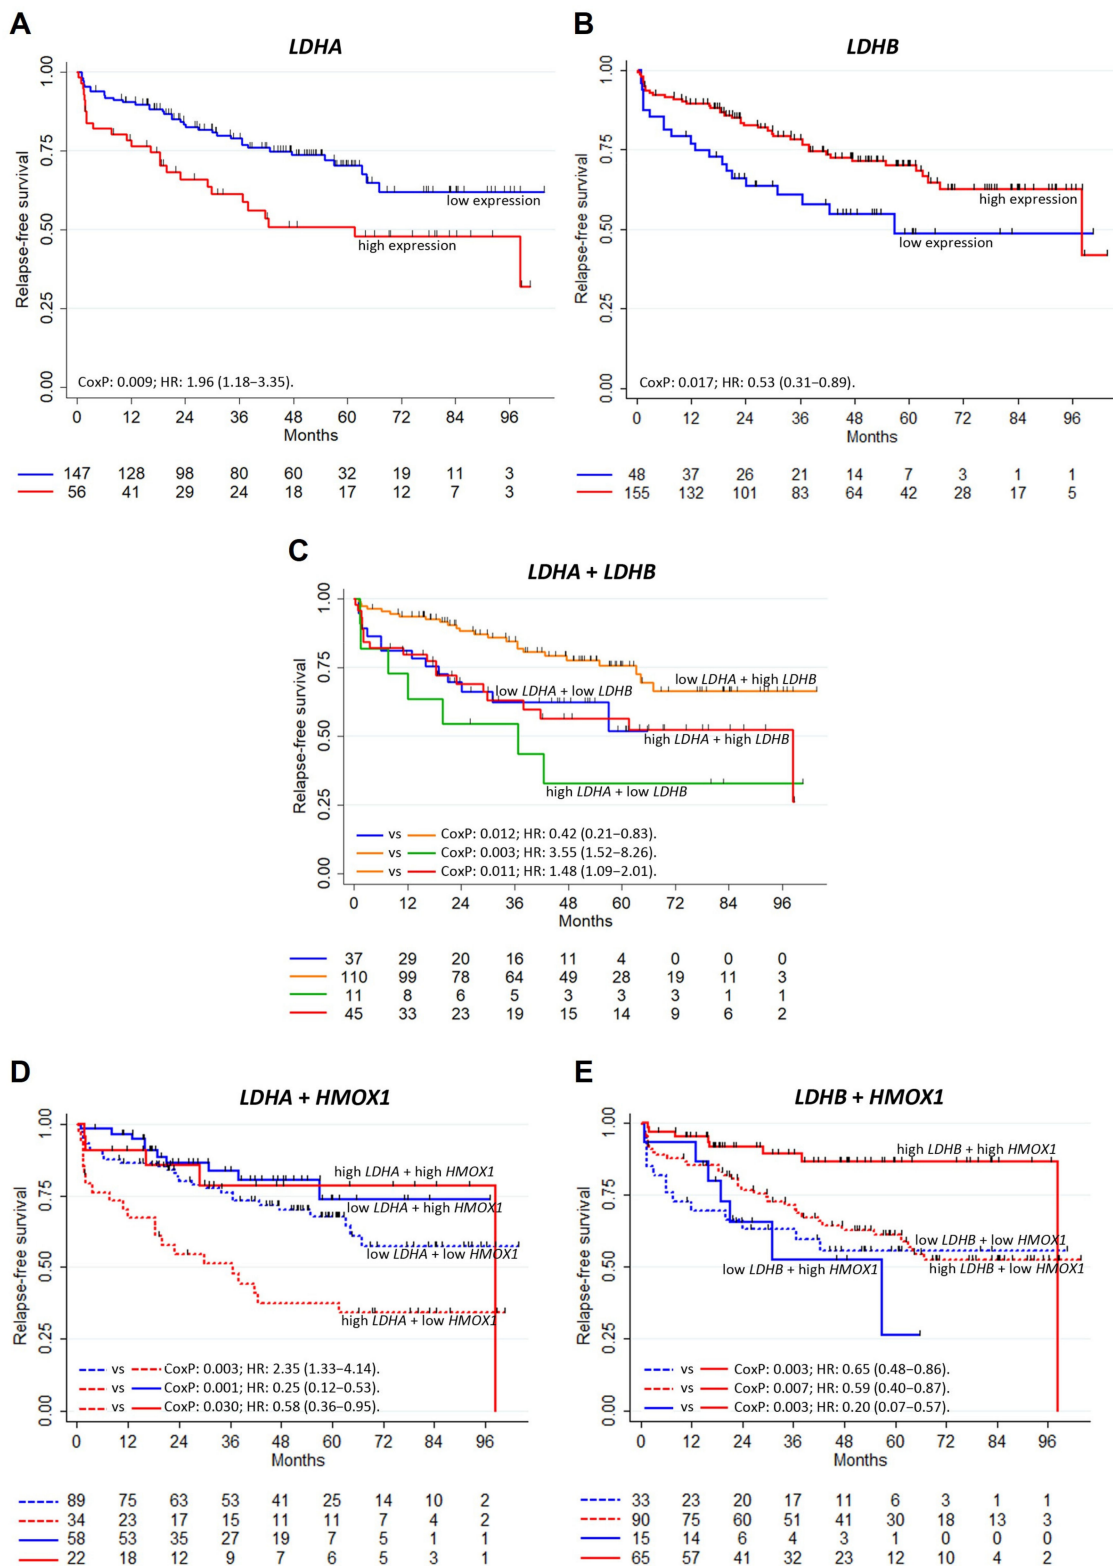 A
LDHA
Relapse-free survival
1.00
0.75
0.50
0.25
0.00
low expression
high expression
CoxP: 0.009; HR: 1.96 (1.18–3.35).
0 12 24 36 48 60 72 84 96
Months
147 128 98 80 60 32 19 11 3
56 41 29 24 18 17 12 7 3
B
LDHB
Relapse-free survival
1.00
0.75
0.50
0.25
0.00
high expression
low expression
CoxP: 0.017; HR: 0.53 (0.31–0.89).
0 12 24 36 48 60 72 84 96
Months
48 37 26 21 14 7 3 1 1
155 132 101 83 64 42 28 17 5
C
LDHA + LDHB
Relapse-free survival
1.00
0.75
0.50
0.25
0.00
low LDHA + high LDHB
low LDHA + low LDHB
high LDHA + high LDHB
high LDHA + low LDHB
vs CoxP: 0.012; HR: 0.42 (0.21–0.83).
vs CoxP: 0.003; HR: 3.55 (1.52–8.26).
vs CoxP: 0.011; HR: 1.48 (1.09–2.01).
0 12 24 36 48 60 72 84 96
Months
37 29 20 16 11 4 0 0 0
110 99 78 64 49 28 19 11 3
11 8 6 5 3 3 3 1 1
45 33 23 19 15 14 9 6 2
D
LDHA + HMOX1
Relapse-free survival
1.00
0.75
0.50
0.25
0.00
high LDHA + high HMOX1
low LDHA + high HMOX1
low LDHA + low HMOX1
high LDHA + low HMOX1
vs CoxP: 0.003; HR: 2.35 (1.33–4.14).
vs CoxP: 0.001; HR: 0.25 (0.12–0.53).
vs CoxP: 0.030; HR: 0.58 (0.36–0.95).
0 12 24 36 48 60 72 84 96
Months
89 75 63 53 41 25 14 10 2
34 23 17 15 11 11 7 4 2
58 53 35 27 19 7 5 1 1
22 18 12 9 7 6 5 3 1
E
LDHB + HMOX1
Relapse-free survival
1.00
0.75
0.50
0.25
0.00
high LDHB + high HMOX1
low LDHB + low HMOX1
low LDHB + high HMOX1
high LDHB + low HMOX1
vs CoxP: 0.003; HR: 0.65 (0.48–0.86).
vs CoxP: 0.007; HR: 0.59 (0.40–0.87).
vs CoxP: 0.003; HR: 0.20 (0.07–0.57).
0 12 24 36 48 60 72 84 96
Months
33 23 20 17 11 6 3 1 1
90 75 60 51 41 30 18 13 3
15 14 6 4 3 1 0 0 0
65 57 41 32 23 12 10 4 2